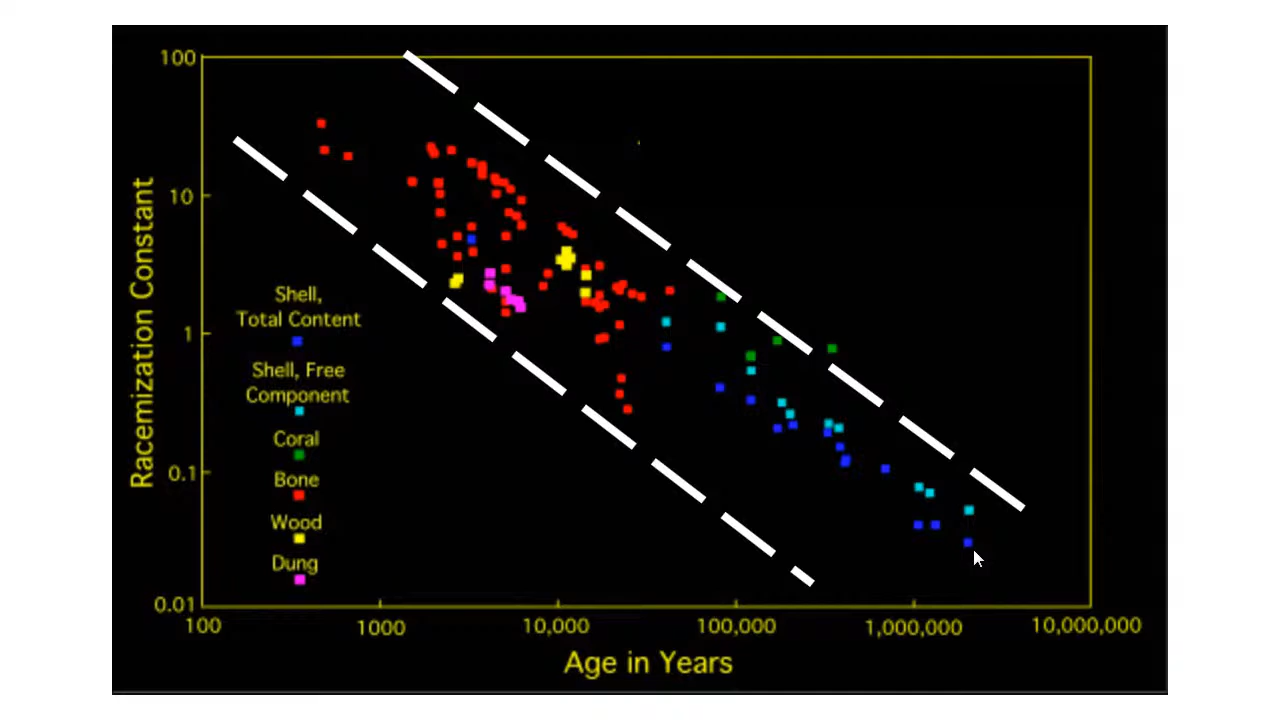 100
10
1
0.1
0.01
Racemization Constant
Shell,
Total Content
Shell, Free
Component
Coral
Bone
Wood
Dung
100
1000
10,000
100,000
1,000,000
10,000,000
Age in Years